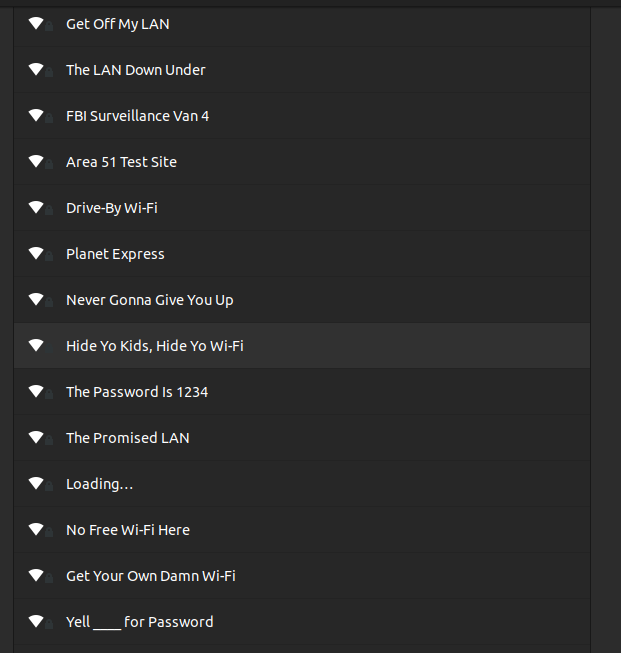 Get Off My LAN
The LAN Down Under
FBI Surveillance Van 4
Area 51 Test Site
Drive-By Wi-Fi
Planet Express
Never Gonna Give You Up
Hide Yo Kids, Hide Yo Wi-Fi
The Password Is 1234
The Promised LAN
Loading…
No Free Wi-Fi Here
Get Your Own Damn Wi-Fi
Yell ____ for Password